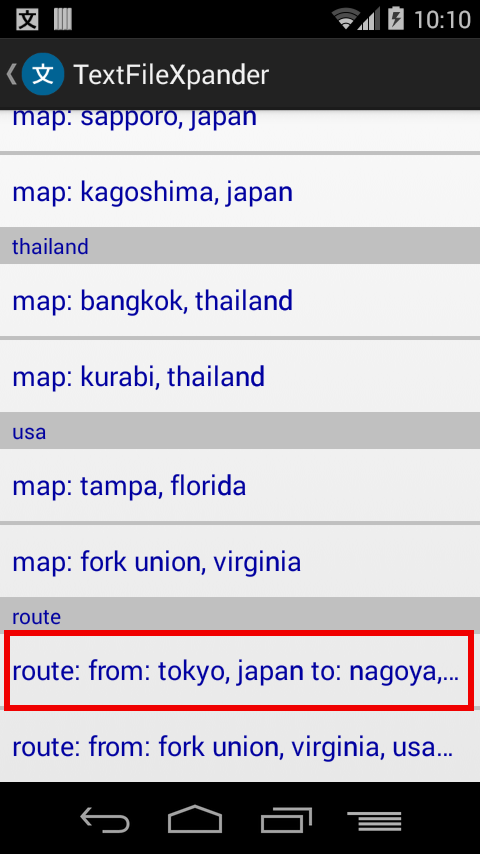 文 10:10
文 TextFileXpander
map: sapporo, japan
map: kagoshima, japan
thailand
map: bangkok, thailand
map: kurabi, thailand
usa
map: tampa, florida
map: fork union, virginia
route
route: from: tokyo, japan to: nagoya,...
route: from: fork union, virginia, usa...